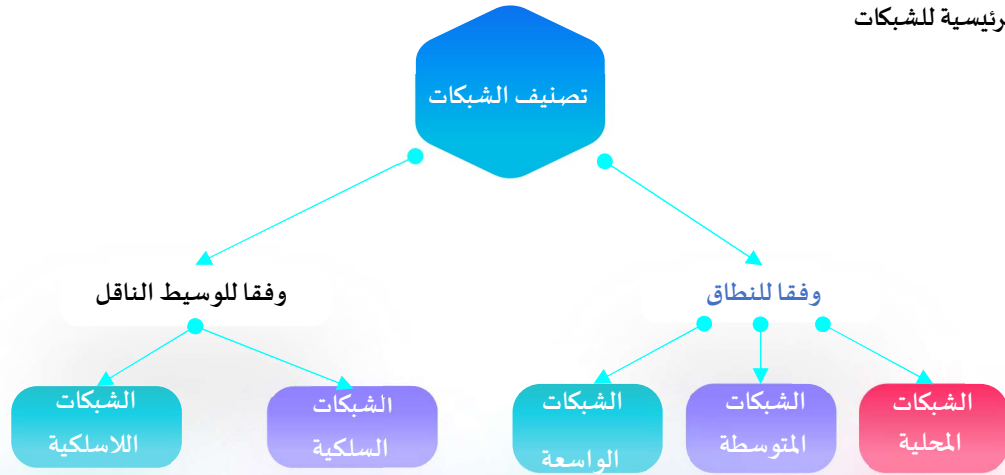 رئيسية للشبكات
تصنيف الشبكات
وفقا للنطاق
وفقا للوسيط الناقل
الشبكات
المحلية
الشبكات
المتوسطة
الشبكات
الواسعة
الشبكات
السلكية
الشبكات
اللاسلكية